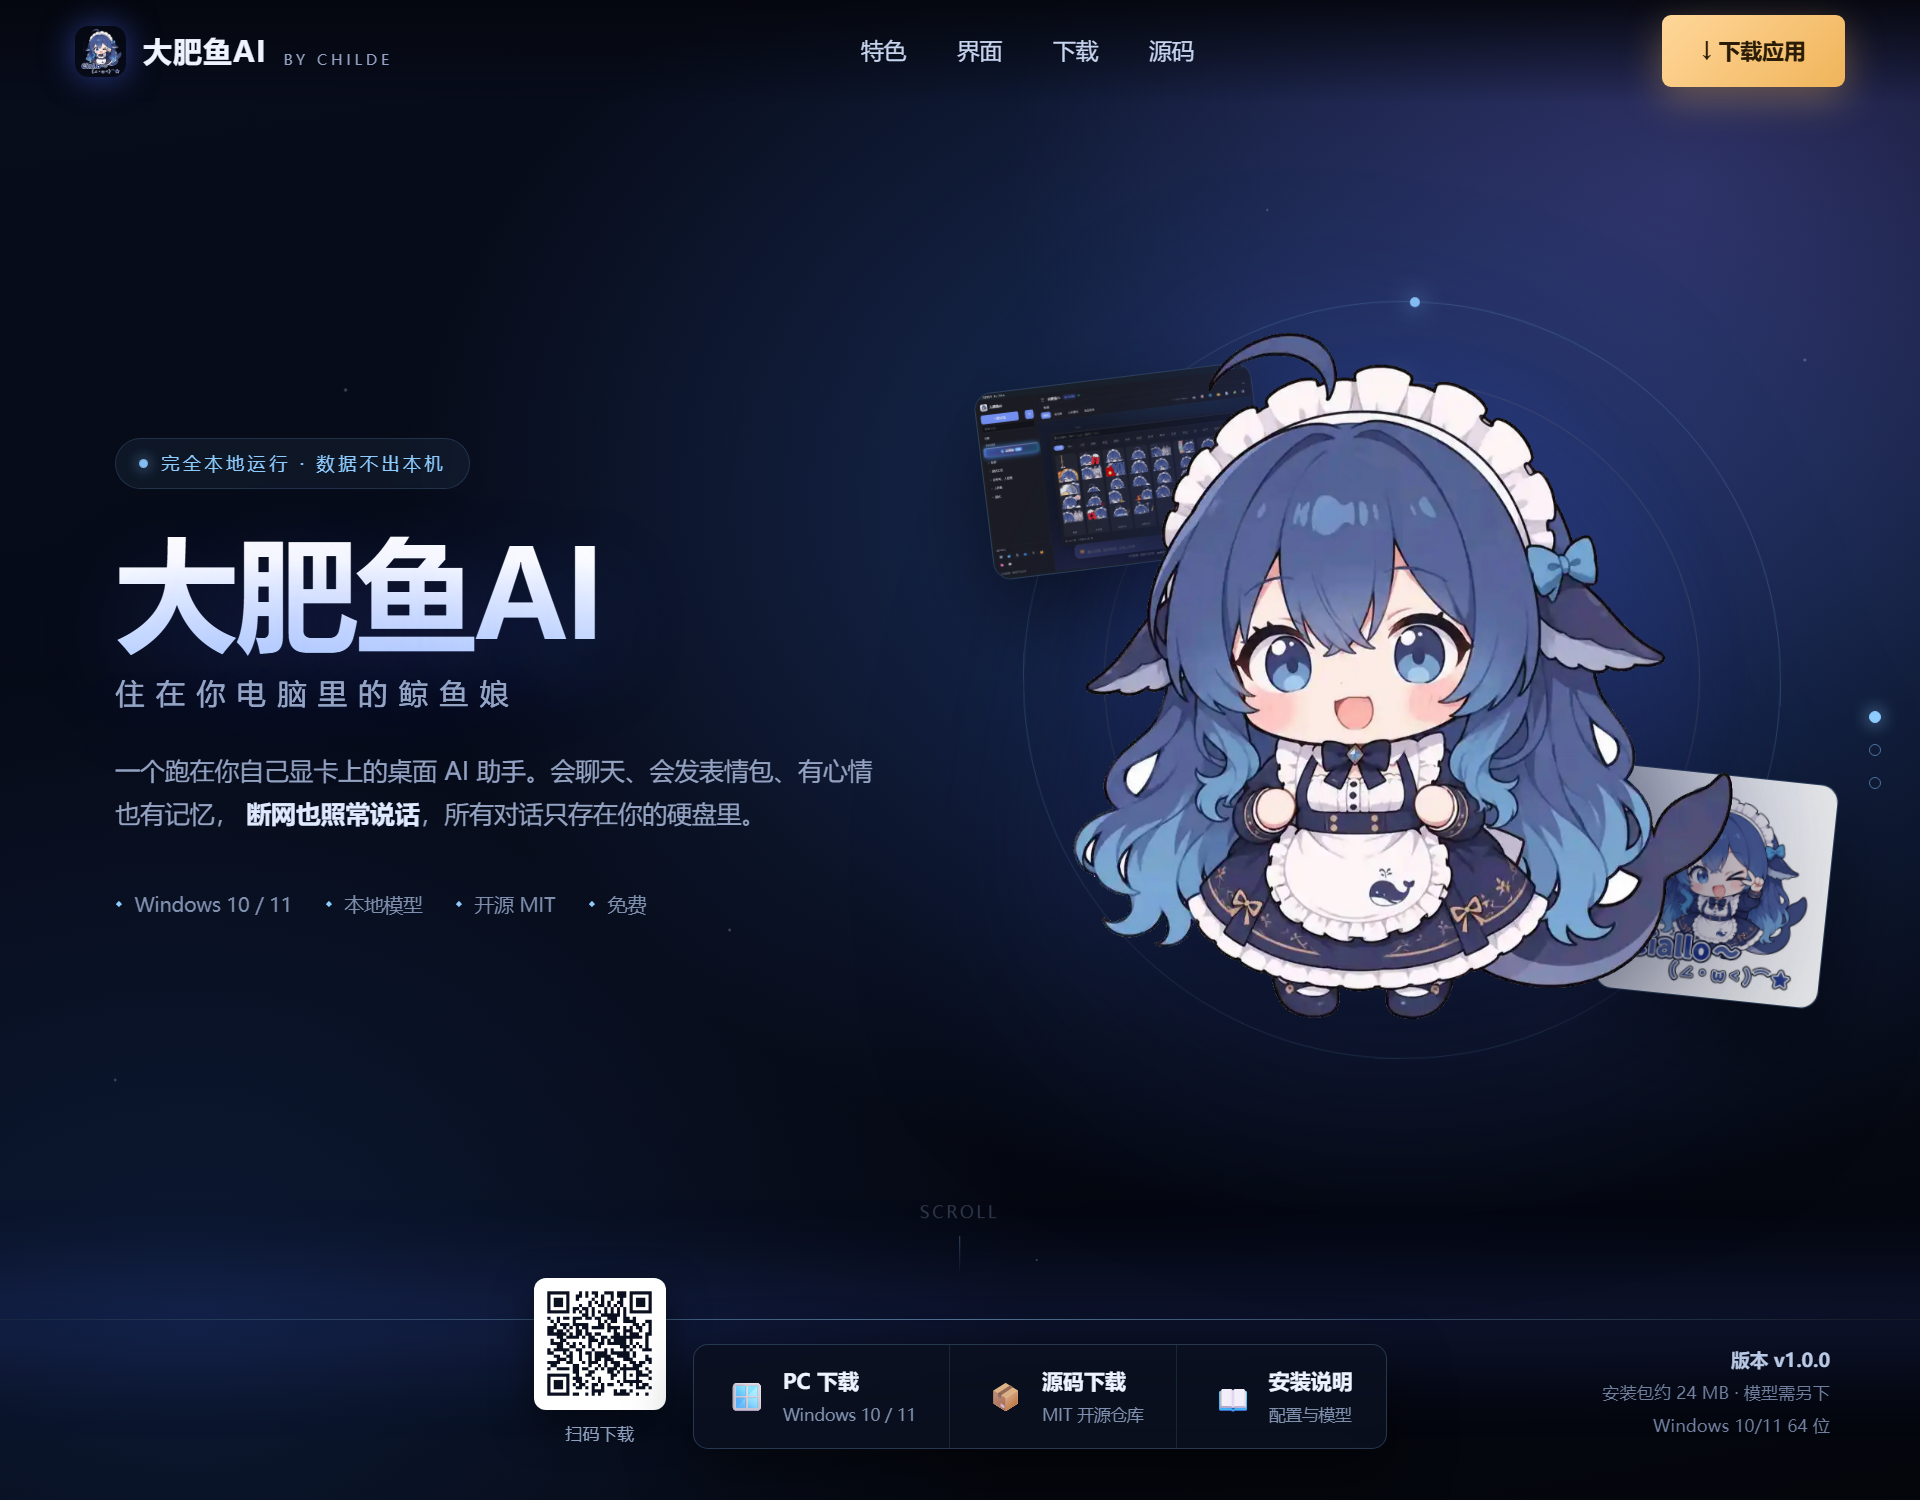 大肥鱼AI BY CHILDE
特色 界面 下载 源码
↓下载应用
完全本地运行 · 数据不出本机
大肥鱼AI
住在你电脑里的鲸鱼娘
一个跑在你自己显卡上的桌面 AI 助手。会聊天、会发表情包、有心情
也有记忆， 断网也照常说话，所有对话只存在你的硬盘里。
Windows 10 / 11 本地模型 开源 MIT 免费
(∠・ω<)⌒★
SCROLL
扫码下载
PC 下载
Windows 10 / 11
源码下载
MIT 开源仓库
安装说明
配置与模型
版本 v1.0.0
安装包约 24 MB · 模型需另下
Windows 10/11 64 位